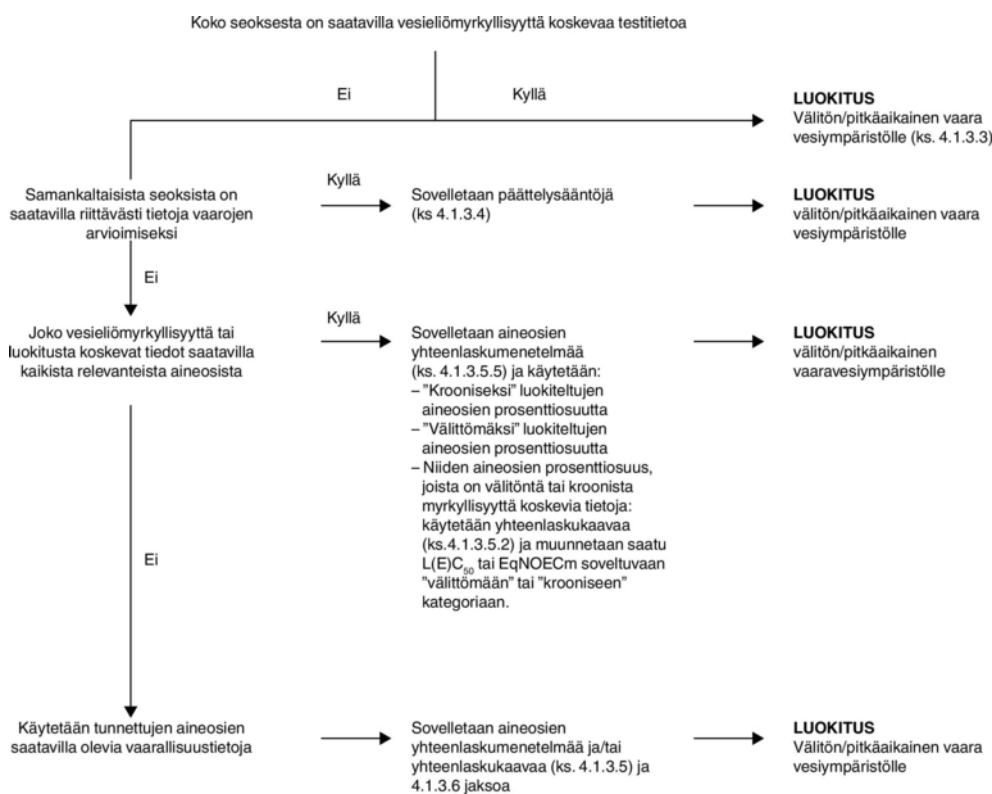 Koko seoksesta on saatavilla vesieliömyrkyllisyyttä koskevaa testitietoa
Ei
Kyllä
LUOKITUS
Välitön/pitkäaikainen vaara
vesiympäristölle (ks. 4.1.3.3)
Samankaltaisista seoksista on
saatavilla riittävästi tietoja vaarojen
arvioimiseksi
Kyllä
Sovelletaan päättelysääntöjä
(ks 4.1.3.4)
LUOKITUS
välitön/pitkäaikainen vaara
vesiympäristölle
Ei
Joko vesieliömyrkyllisyyttä tai
luokitusta koskevat tiedot saatavilla
kaikista relevanteista aineosista
Kyllä
Sovelletaan aineosien
yhteenlaskumenetelmää
(ks. 4.1.3.5.5) ja käytetään:
– ”Krooniseksi” luokiteltujen
aineosien prosenttiosuutta
– ”Välittömäksi” luokiteltujen
aineosien prosenttiosuutta
– Niiden aineosien prosenttiosuus,
joista on välitöntä tai kroonista
myrkyllisyyttä koskevia tietoja:
käytetään yhteenlaskukaavaa
(ks.4.1.3.5.2) ja muunnetaan saatu
L(E)C₅₀ tai EqNOECm soveltuvaan
”välittömään” tai ”krooniseen”
kategoriaan.
LUOKITUS
välitön/pitkäaikainen
vaaravesiympäristölle
Ei
Käytetään tunnettujen aineosien
saatavilla olevia vaarallisuustietoja
Sovelletaan aineosien
yhteenlaskumenetelmää ja/tai
yhteenlaskukaavaa (ks. 4.1.3.5) ja
4.1.3.6 jaksoa
LUOKITUS
Välitön/pitkäaikainen vaara
vesiympäristölle